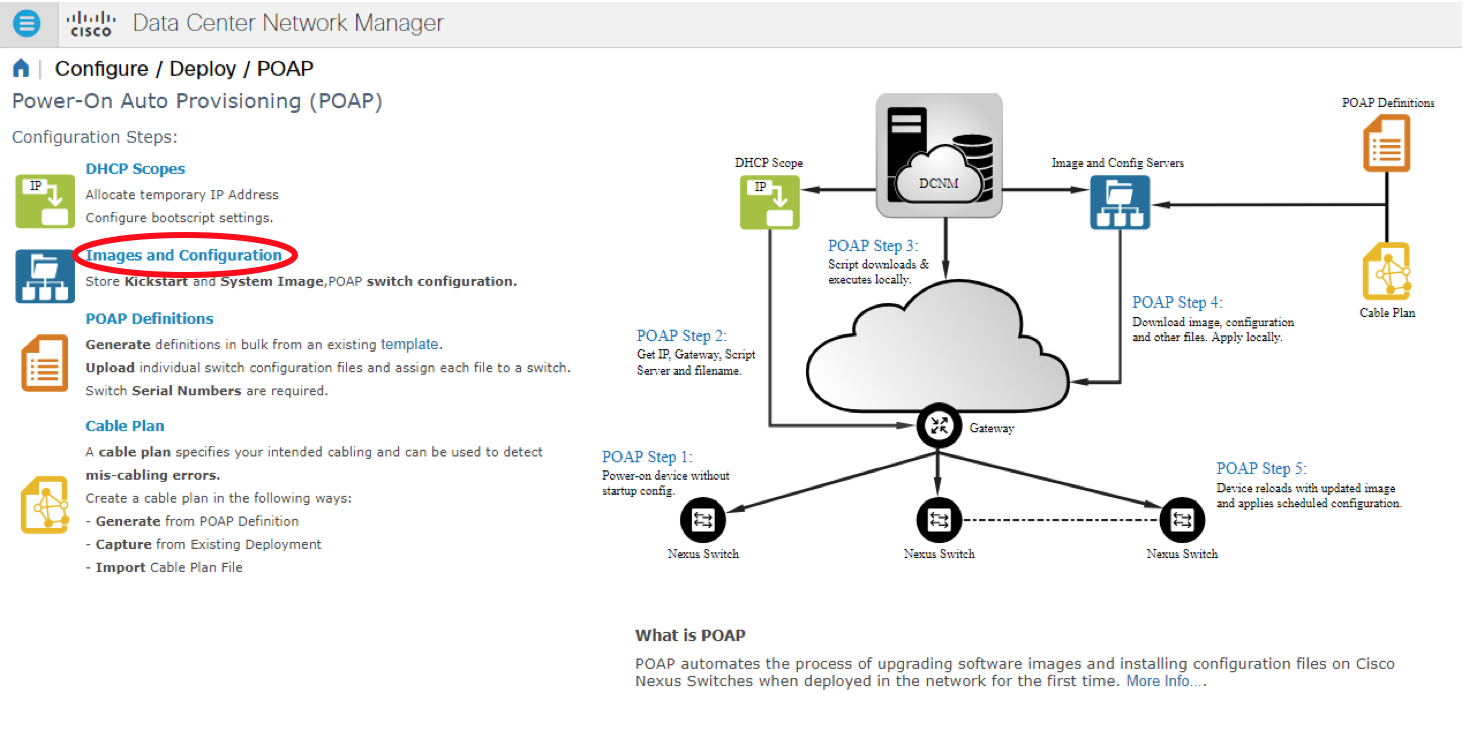 CISCO Data Center Network Manager
Configure / Deploy / POAP
Power-On Auto Provisioning (POAP)
Configuration Steps:
DHCP Scopes
IP
Allocate temporary IP Address
Configure bootscript settings.
Images and Configuration
Store Kickstart and System Image,POAP switch configuration.
POAP Definitions
Generate definitions in bulk from an existing template.
Upload individual switch configuration files and assign each file to a switch.
Switch Serial Numbers are required.
Cable Plan
A cable plan specifies your intended cabling and can be used to detect
mis-cabling errors.
Create a cable plan in the following ways:
- Generate from POAP Definition
- Capture from Existing Deployment
- Import Cable Plan File
POAP Definitions
DHCP Scope
IP
DCNM
Image and Config Servers
Cable Plan
POAP Step 3:
Script downloads &
executes locally.
POAP Step 4:
Download image, configuration
and other files. Apply locally.
POAP Step 2:
Get IP, Gateway, Script
Server and filename.
Gateway
POAP Step 1:
Power-on device without
startup config.
POAP Step 5:
Device reloads with updated image
and applies scheduled configuration.
Nexus Switch
Nexus Switch
Nexus Switch
What is POAP
POAP automates the process of upgrading software images and installing configuration files on Cisco
Nexus Switches when deployed in the network for the first time. More Info....